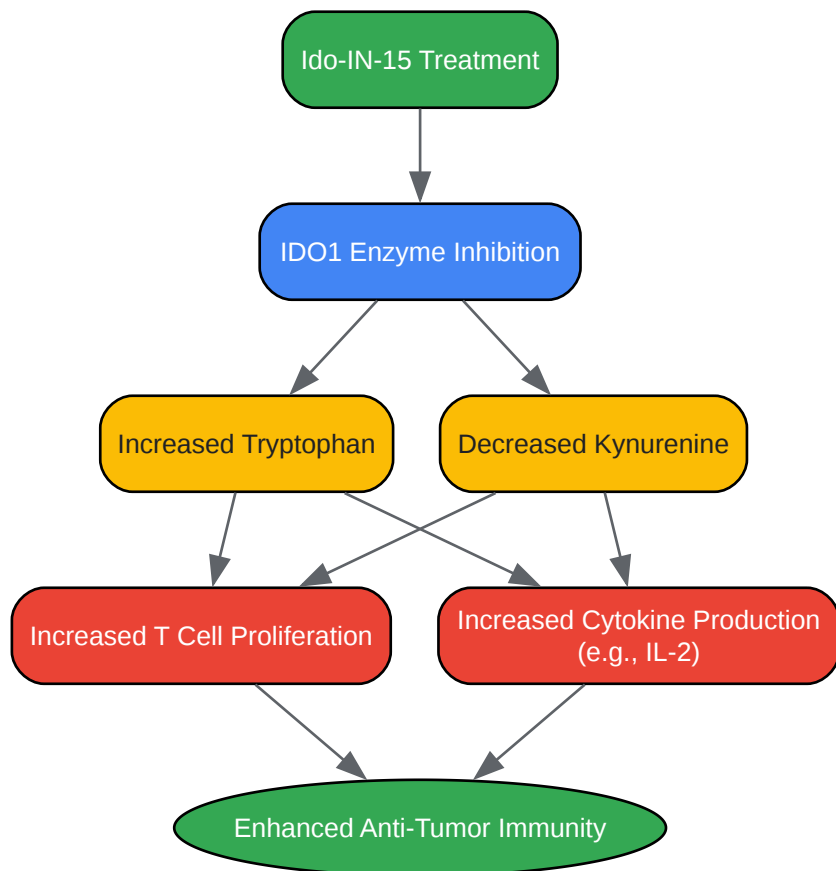 Ido-IN-15 Treatment
IDO1 Enzyme Inhibition
Increased Tryptophan
Decreased Kynurenine
Increased T Cell Proliferation
Increased Cytokine Production
(e.g., IL-2)
Enhanced Anti-Tumor Immunity